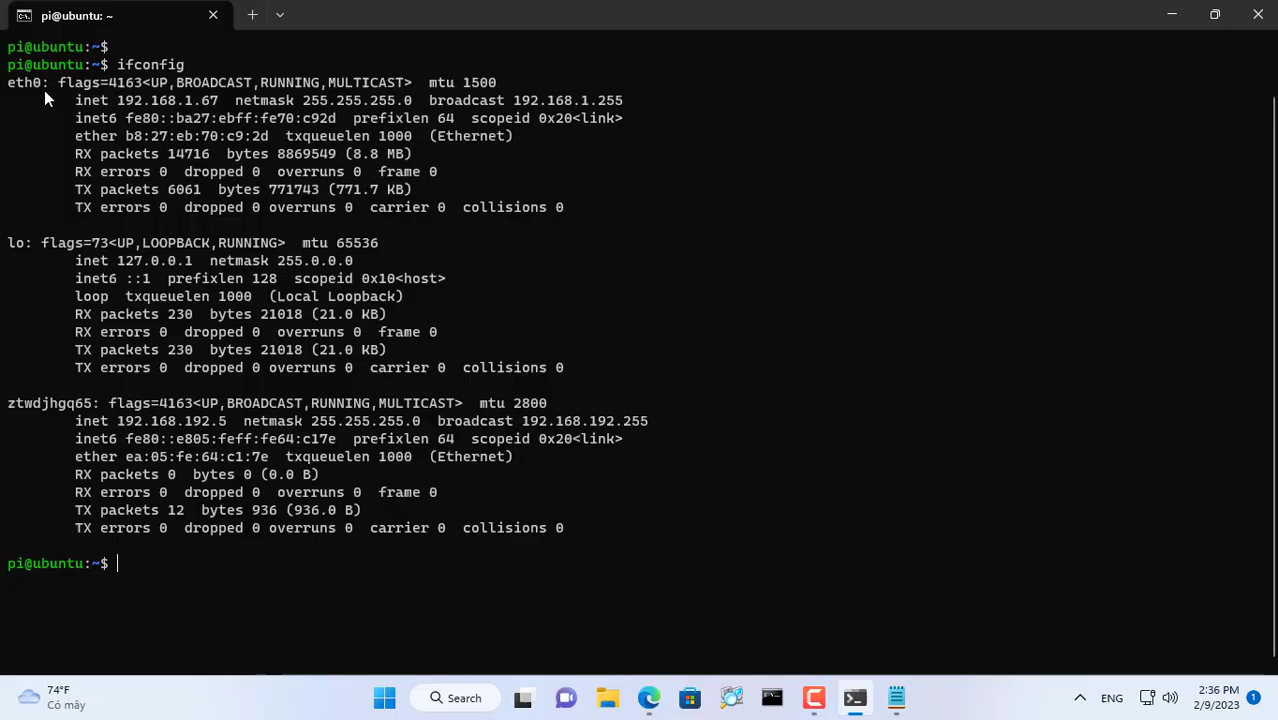 pi@ubuntu: ~
pi@ubuntu:~$
pi@ubuntu:~$ ifconfig
eth0: flags=4163<UP,BROADCAST,RUNNING,MULTICAST>  mtu 1500
        inet 192.168.1.67  netmask 255.255.255.0  broadcast 192.168.1.255
        inet6 fe80::ba27:ebff:fe70:c92d  prefixlen 64  scopeid 0x20<link>
        ether b8:27:eb:70:c9:2d  txqueuelen 1000  (Ethernet)
        RX packets 14716  bytes 8869549 (8.8 MB)
        RX errors 0  dropped 0  overruns 0  frame 0
        TX packets 6061  bytes 771743 (771.7 KB)
        TX errors 0  dropped 0 overruns 0  carrier 0  collisions 0
lo: flags=73<UP,LOOPBACK,RUNNING>  mtu 65536
        inet 127.0.0.1  netmask 255.0.0.0
        inet6 ::1  prefixlen 128  scopeid 0x10<host>
        loop  txqueuelen 1000  (Local Loopback)
        RX packets 230  bytes 21018 (21.0 KB)
        RX errors 0  dropped 0  overruns 0  frame 0
        TX packets 230  bytes 21018 (21.0 KB)
        TX errors 0  dropped 0 overruns 0  carrier 0  collisions 0
ztwdjhgq65: flags=4163<UP,BROADCAST,RUNNING,MULTICAST>  mtu 2800
        inet 192.168.192.5  netmask 255.255.255.0  broadcast 192.168.192.255
        inet6 fe80::e805:feff:fe64:c17e  prefixlen 64  scopeid 0x20<link>
        ether ea:05:fe:64:c1:7e  txqueuelen 1000  (Ethernet)
        RX packets 0  bytes 0 (0.0 B)
        RX errors 0  dropped 0  overruns 0  frame 0
        TX packets 12  bytes 936 (936.0 B)
        TX errors 0  dropped 0 overruns 0  carrier 0  collisions 0
pi@ubuntu:~$
74°F
Có mây
Search
ENG
2:36 PM
2/9/2023
1